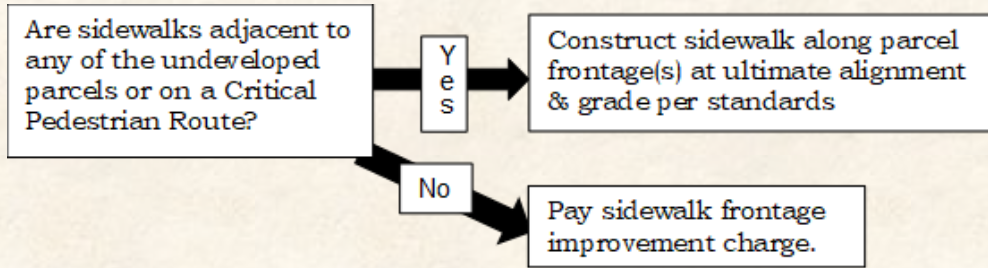 Are sidewalks adjacent to
any of the undeveloped
parcels or on a Critical
Pedestrian Route?
Yes
Construct sidewalk along parcel
frontage(s) at ultimate alignment
& grade per standards
No
Pay sidewalk frontage
improvement charge.